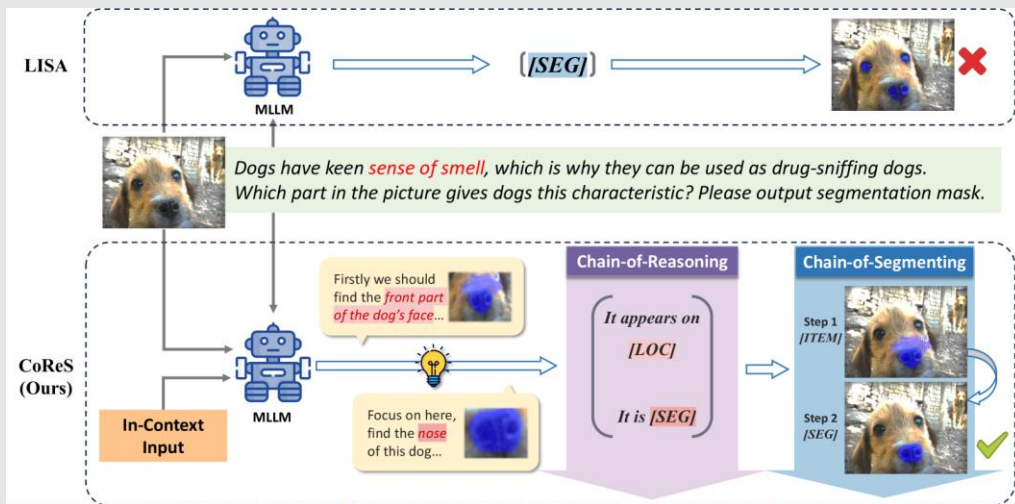 LISA
MLLM
[SEG]
Dogs have keen sense of smell, which is why they can be used as drug-sniffing dogs.
Which part in the picture gives dogs this characteristic? Please output segmentation mask.
CoReS
(Ours)
In-Context
Input
MLLM
Firstly we should
find the front part
of the dog's face...
Focus on here,
find the nose
of this dog...
Chain-of-Reasoning
It appears on
[LOC]
It is [SEG]
Chain-of-Segmenting
Step 1
[ITEM]
Step 2
[SEG]